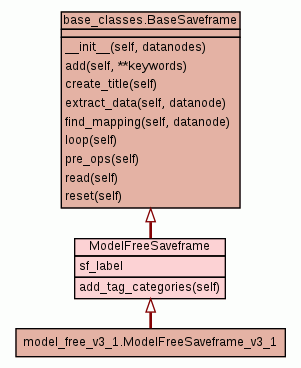 base_classes.BaseSaveframe
__init__(self, datanodes)
add(self, **keywords)
create_title(self)
extract_data(self, datanode)
find_mapping(self, datanode)
loop(self)
pre_ops(self)
read(self)
reset(self)
ModelFreeSaveframe
sf_label
add_tag_categories(self)
model_free_v3_1.ModelFreeSaveframe_v3_1